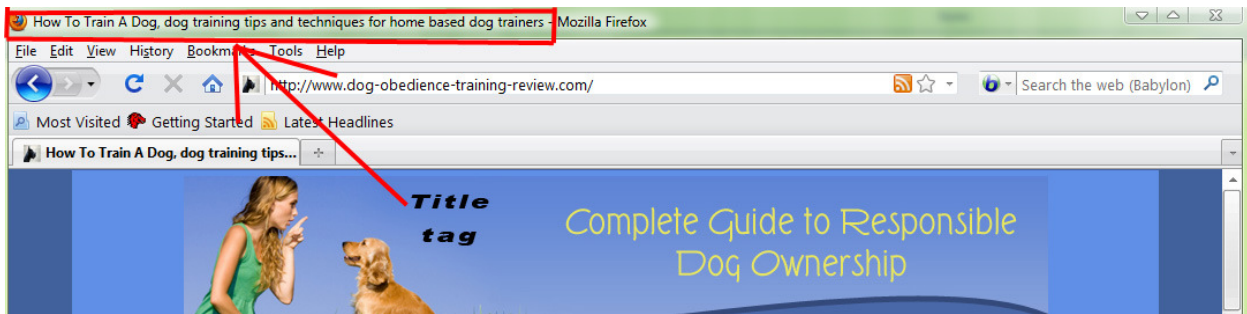 How To Train A Dog, dog training tips and techniques for home based dog trainers - Mozilla Firefox
File Edit View History Bookmarks Tools Help
http://www.dog-obedience-training-review.com/ Search the web (Babylon)
Most Visited Getting Started Latest Headlines
How To Train A Dog, dog training tips...
Title
tag
Complete Guide to Responsible
Dog Ownership